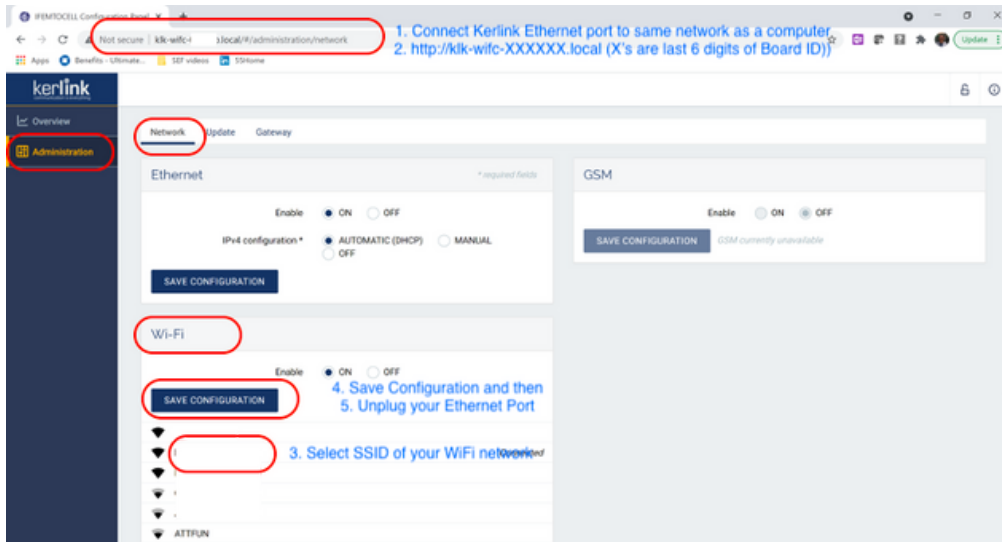 IFEMTOCELL Configuration Panel
Not secure | klk-wifc- .local/#/administration/network
Update
1. Connect Kerlink Ethernet port to same network as a computer
2. http://klk-wifc-XXXXXX.local (X's are last 6 digits of Board ID))
Apps Benefits - Ultimate... SEF videos SSHome
kerlink
Overview
Administration
Network Update Gateway
Ethernet * required fields
Enable ON OFF
IPv4 configuration * AUTOMATIC (DHCP) MANUAL
OFF
SAVE CONFIGURATION
GSM
Enable ON OFF
SAVE CONFIGURATION GSM currently unavailable
Wi-Fi
Enable ON OFF
4. Save Configuration and then
SAVE CONFIGURATION
5. Unplug your Ethernet Port
3. Select SSID of your WiFi network
ATTFUN